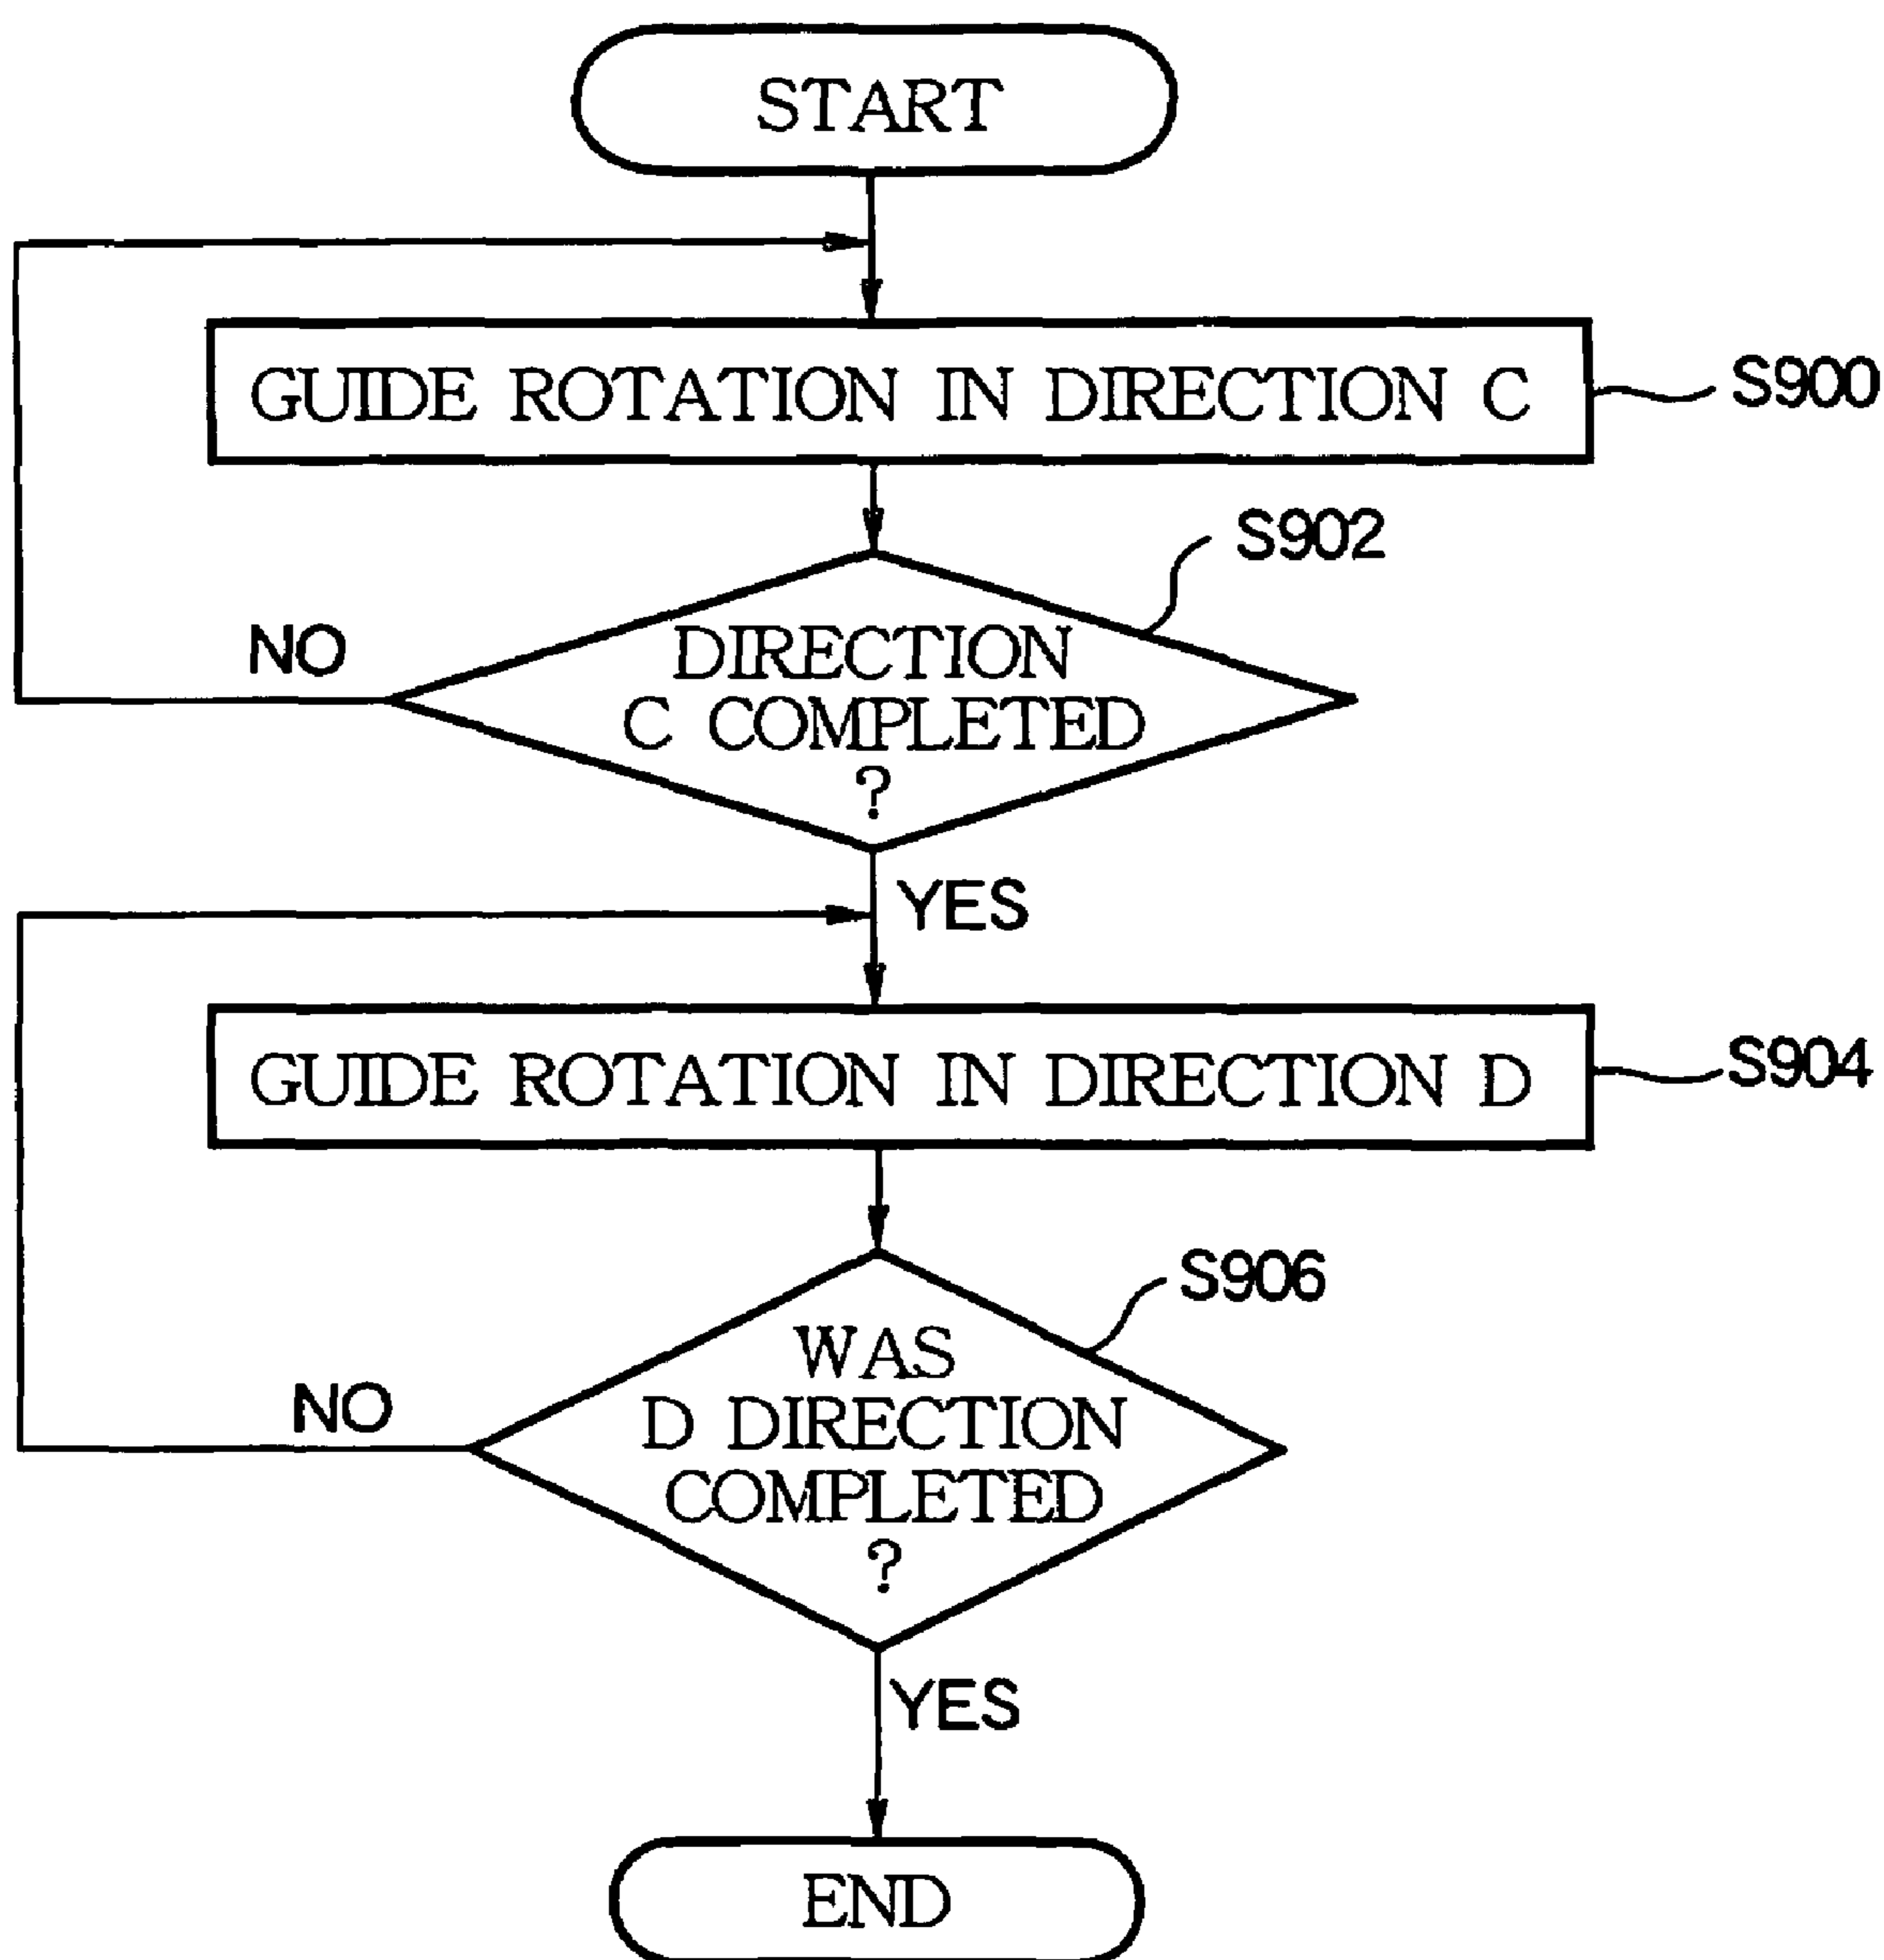 START
GUIDE ROTATION IN DIRECTION C
S900
S902
DIRECTION
C COMPLETED
?
NO
YES
GUIDE ROTATION IN DIRECTION D
S904
S906
WAS
D DIRECTION
COMPLETED
?
NO
YES
END